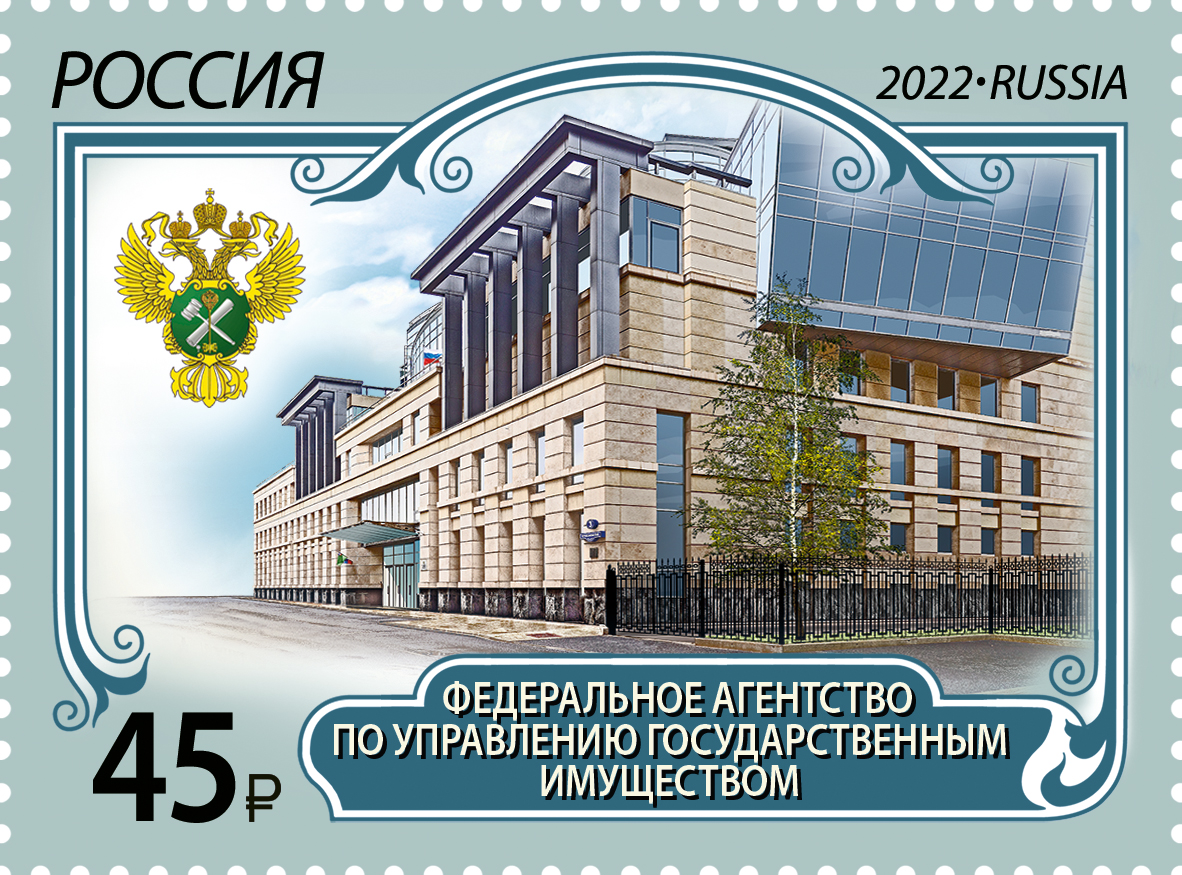 РОССИЯ
2022•RUSSIA
45₽
ФЕДЕРАЛЬНОЕ АГЕНТСТВО
ПО УПРАВЛЕНИЮ ГОСУДАРСТВЕННЫМ
ИМУЩЕСТВОМ